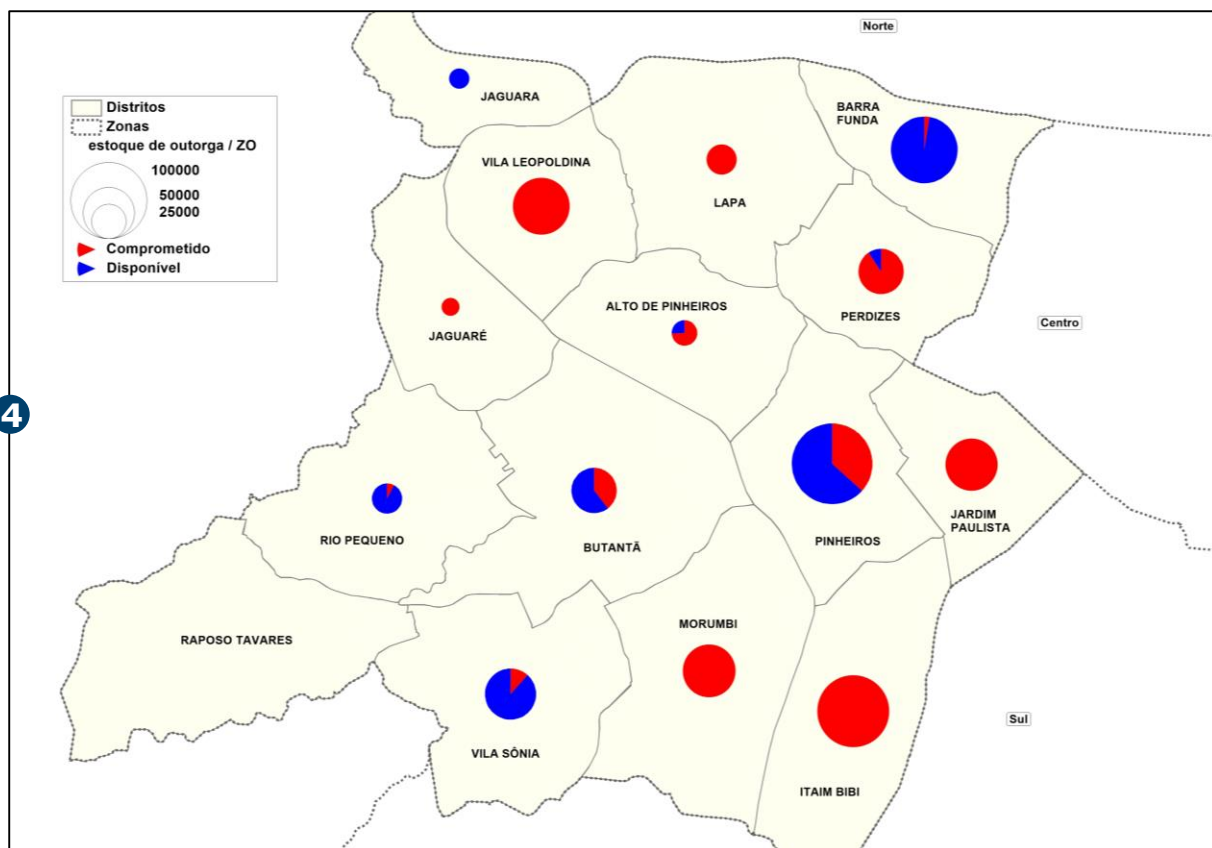 Norte
JAGUARA
BARRA
FUNDA
Distritos
Zonas
estoque de outorga / ZO
100000
50000
25000
Comprometido
Disponível
VILA LEOPOLDINA
LAPA
ALTO DE PINHEIROS
PERDIZES
Centro
JAGUARÉ
4
JARDIM
PAULISTA
RIO PEQUENO
BUTANTÃ
PINHEIROS
MORUMBI
RAPOSO TAVARES
Sul
VILA SÔNIA
ITAIM BIBI